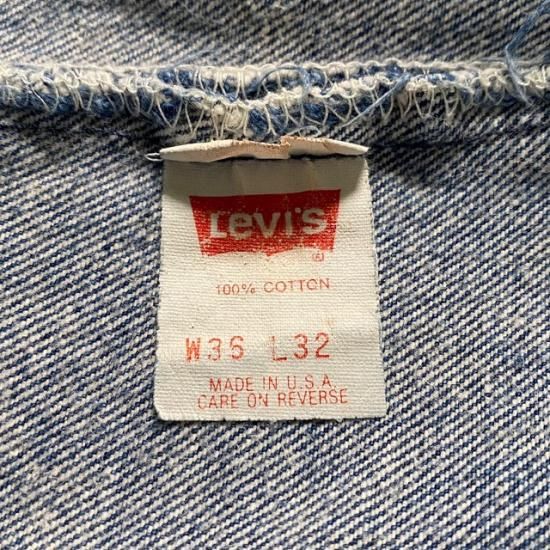 Levi's
®
100% COTTON
W36 L32
MADE IN U.S.A.
CARE ON REVERSE